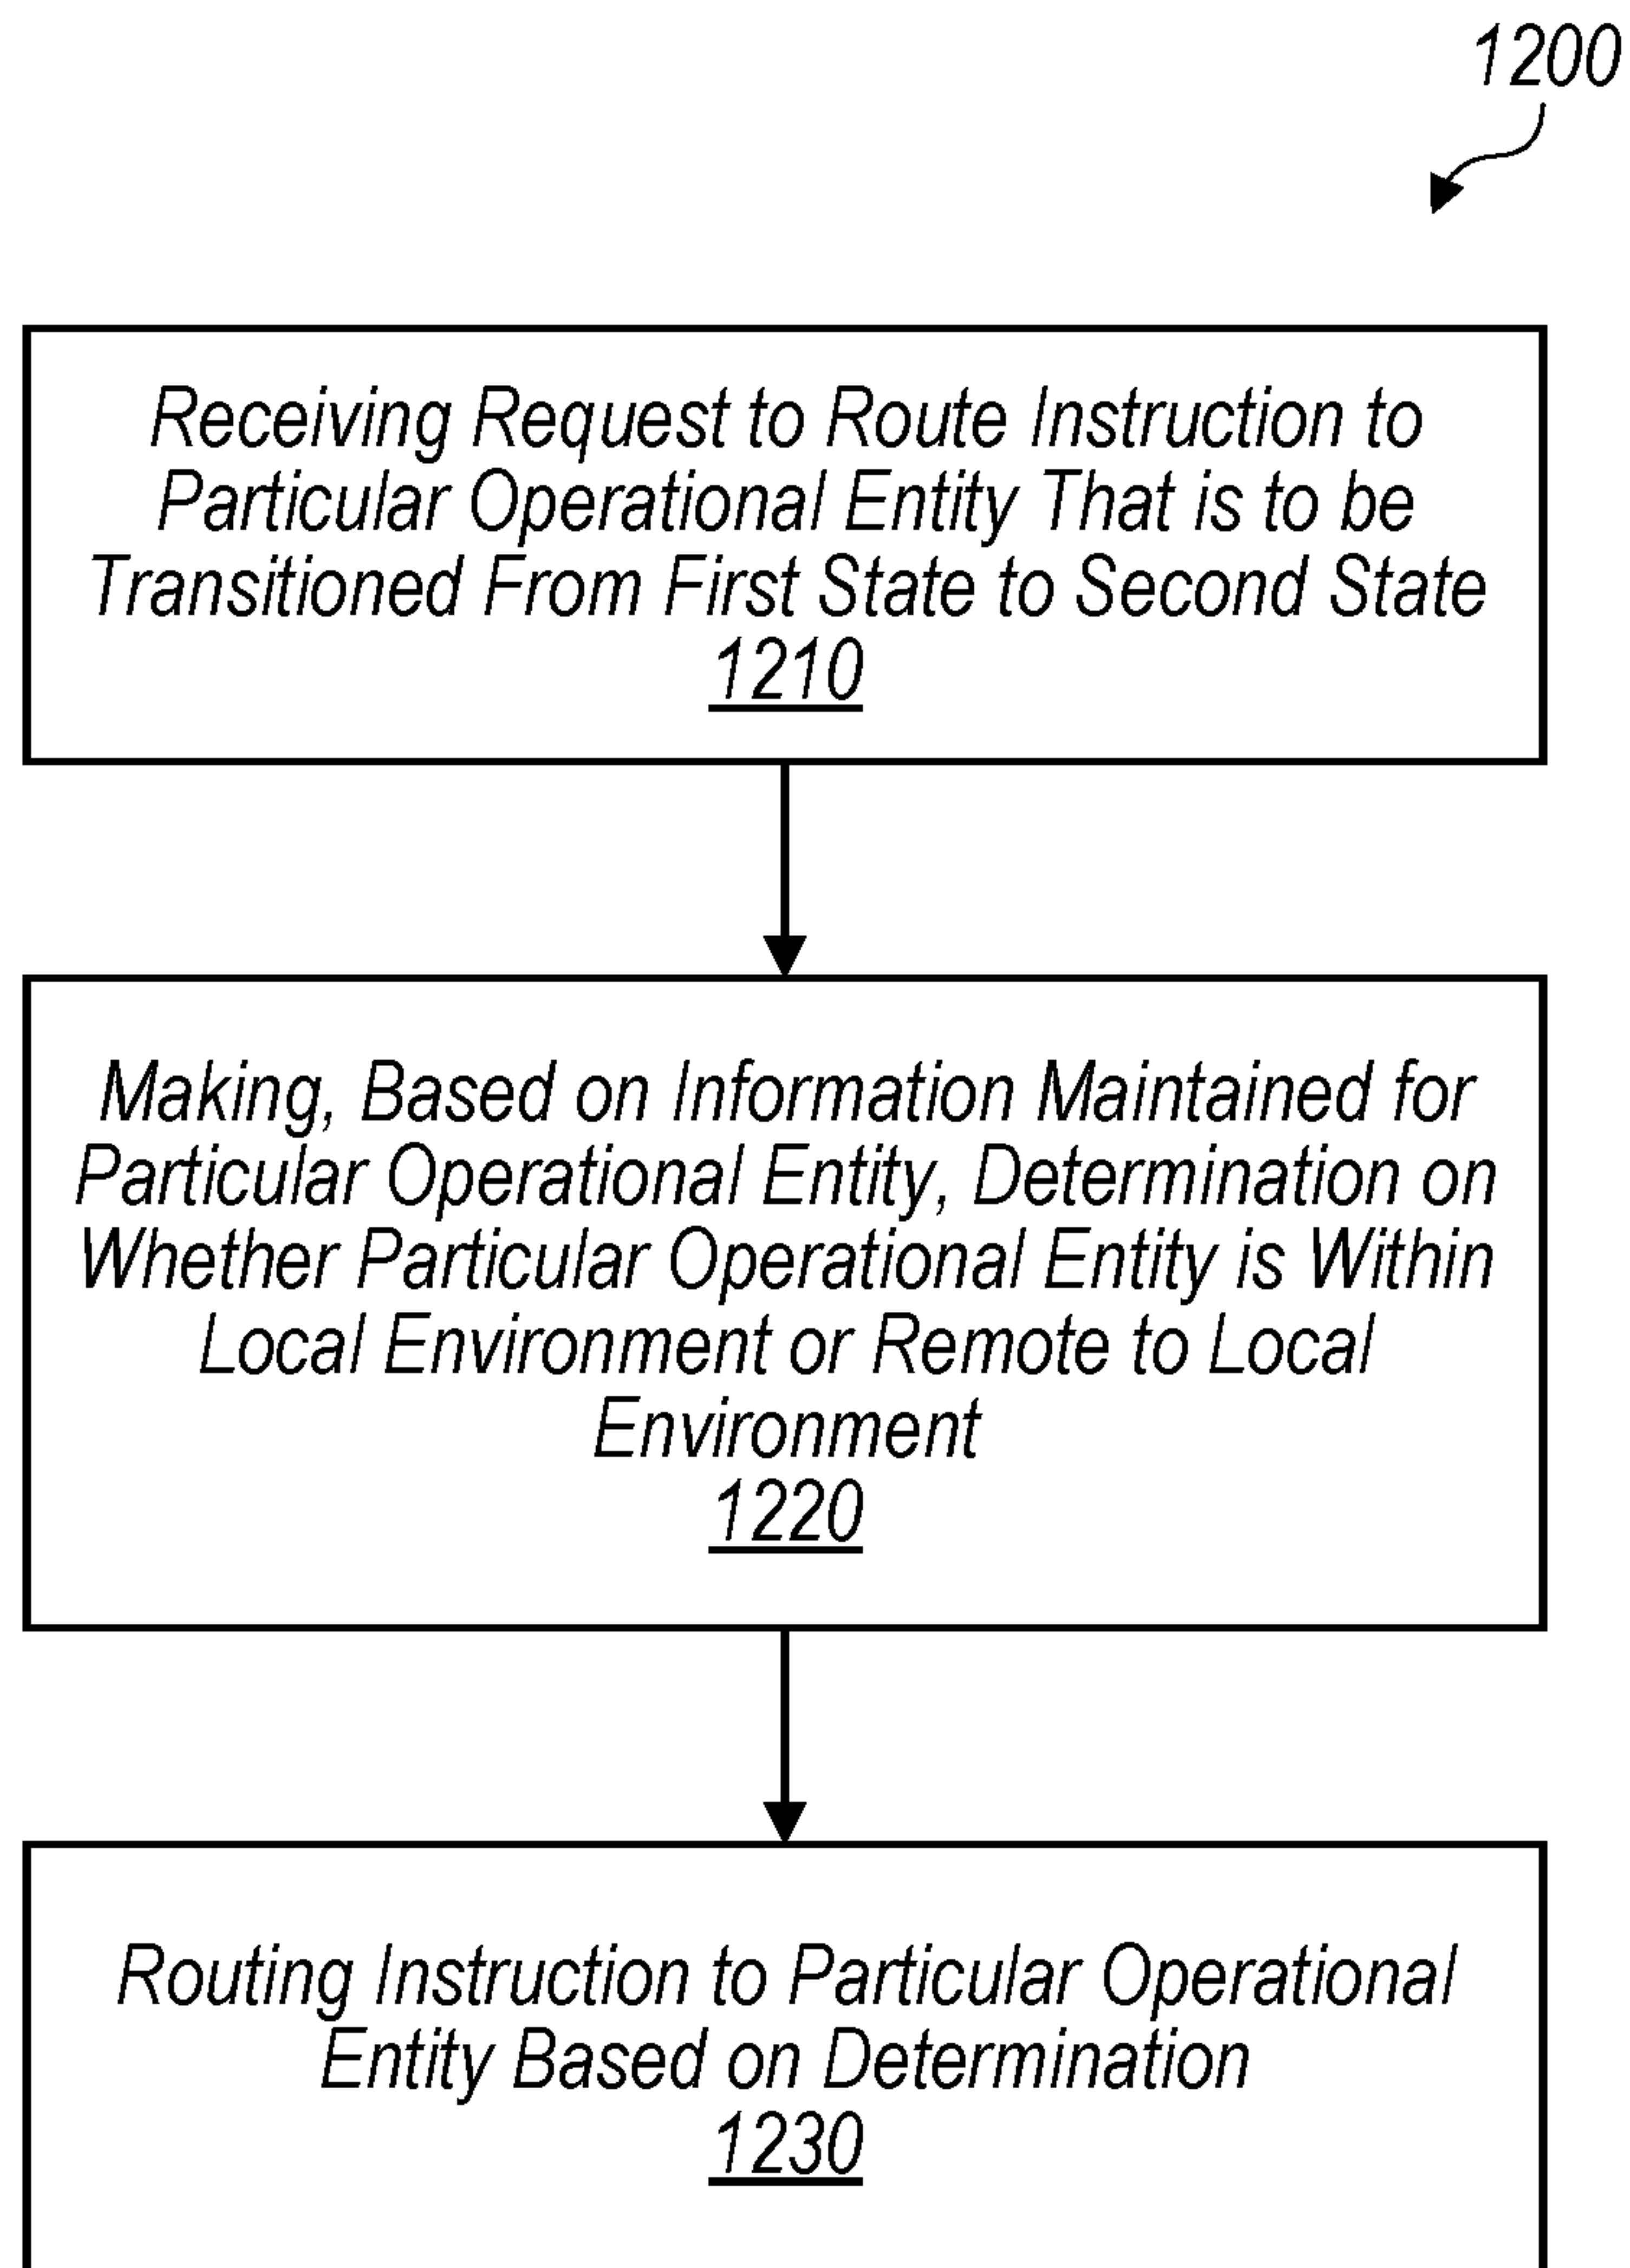 1200
Receiving Request to Route Instruction to
Particular Operational Entity That is to be
Transitioned From First State to Second State
1210
Making, Based on Information Maintained for
Particular Operational Entity, Determination on
Whether Particular Operational Entity is Within
Local Environment or Remote to Local
Environment
1220
Routing Instruction to Particular Operational
Entity Based on Determination
1230